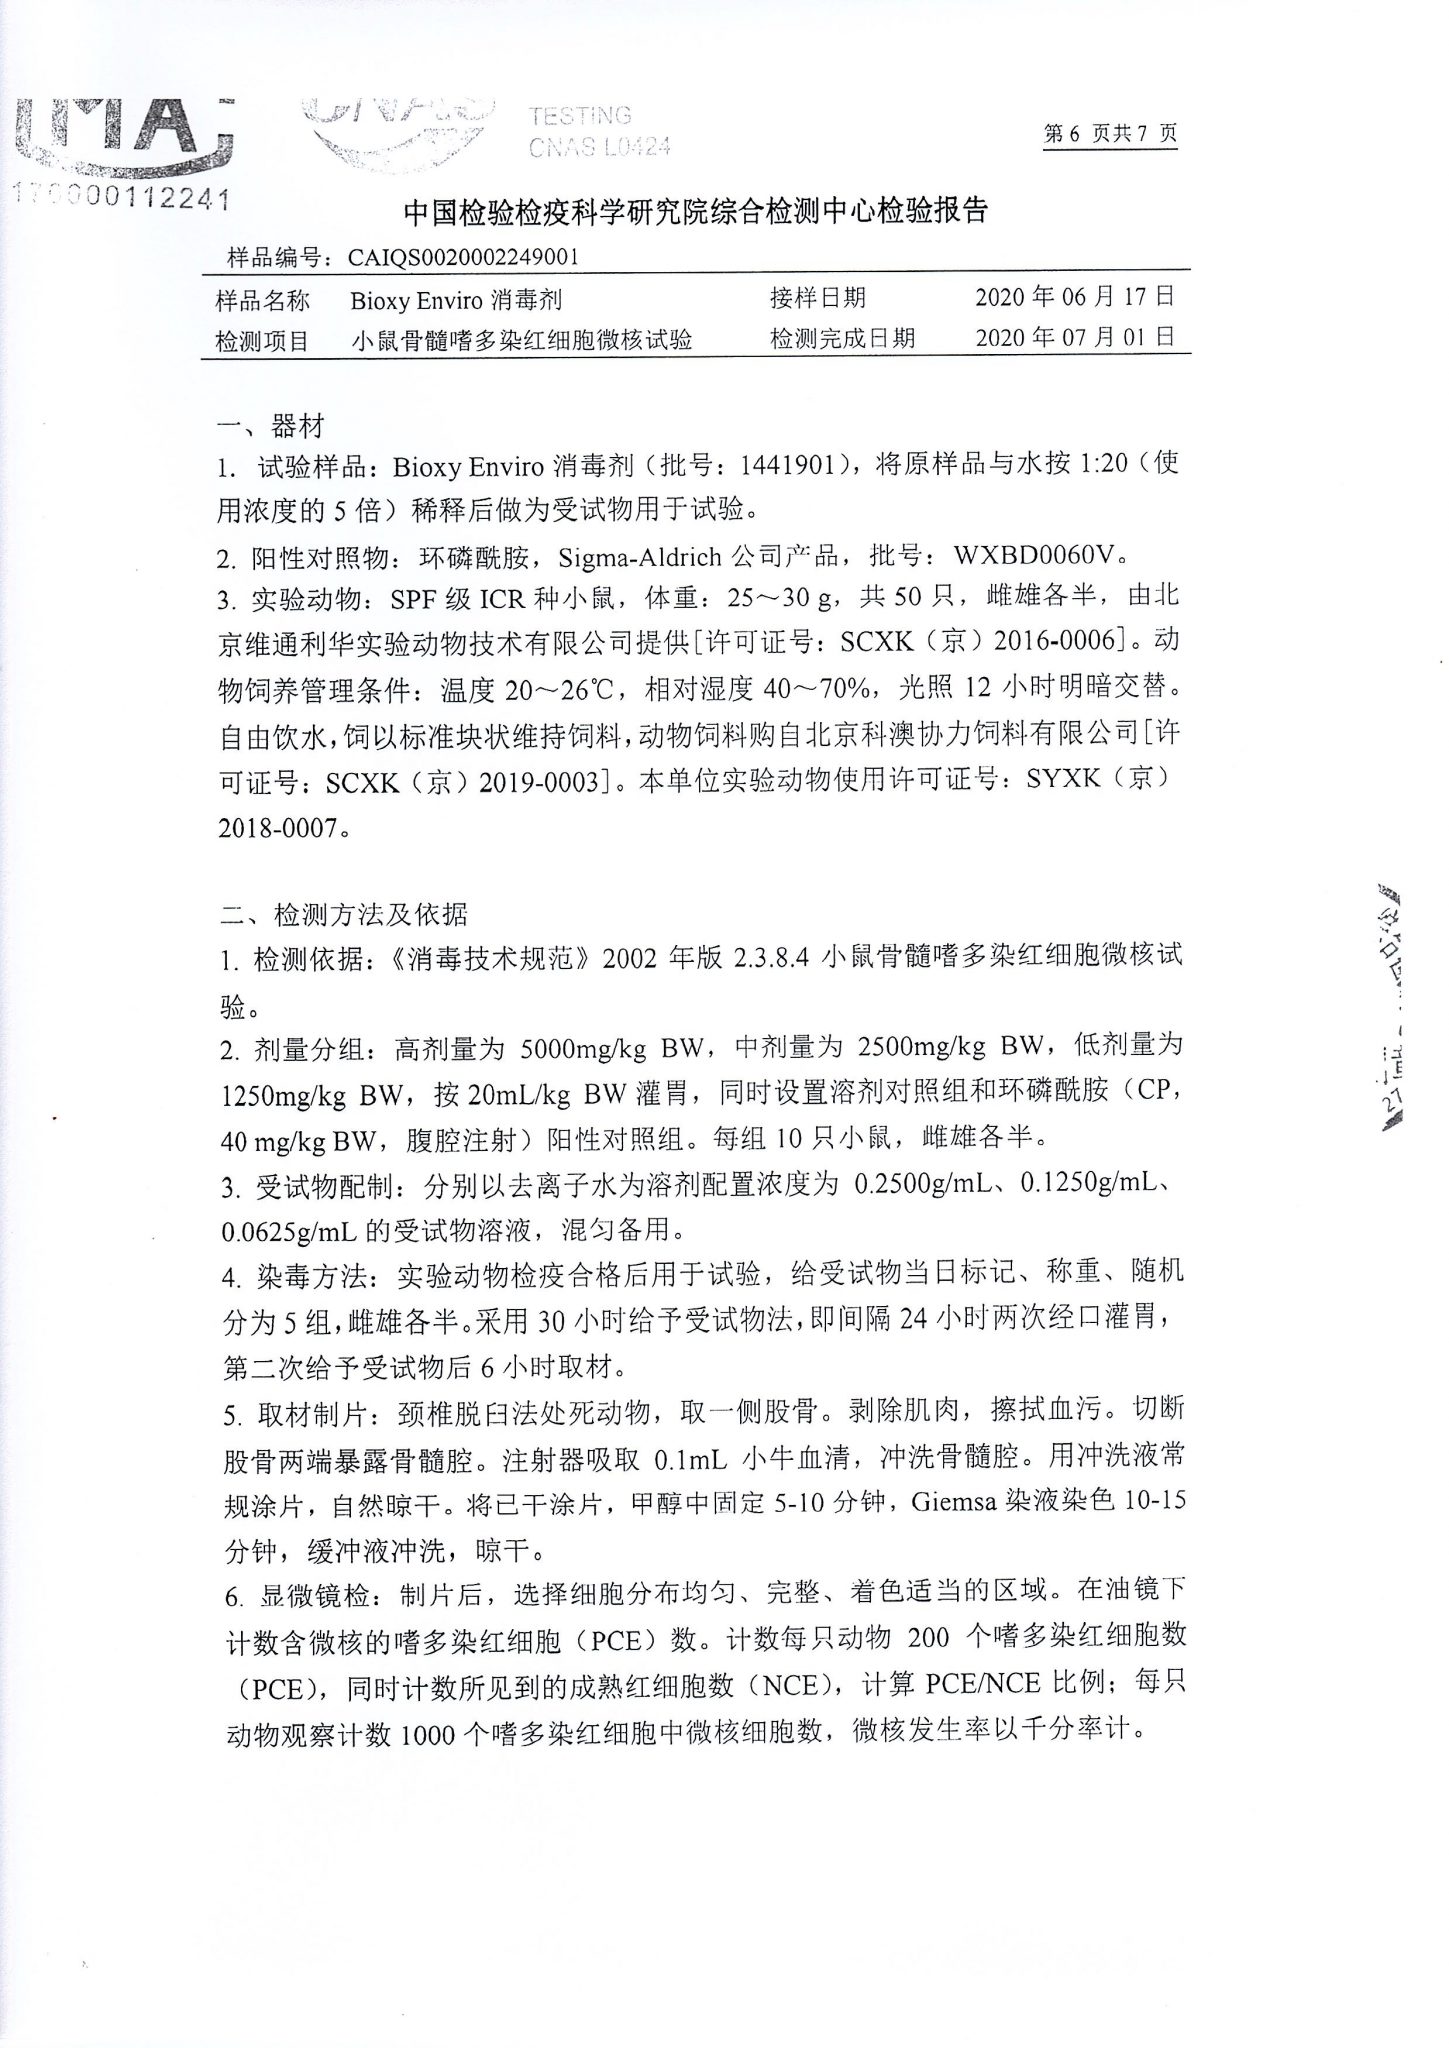 TESTING
CNAS L0424
第6 页共7 页
中国检验检疫科学研究院综合检测中心检验报告
样品编号：CAIQS0020002249001
样品名称 Bioxy Enviro 消毒剂 接样日期 2020 年 06 月 17 日
检测项目 小鼠骨髓嗜多染红细胞微核试验 检测完成日期 2020 年 07 月 01 日
一、器材
1. 试验样品：Bioxy Enviro 消毒剂（批号：1441901），将原样品与水按 1:20（使
用浓度的 5 倍）稀释后做为受试物用于试验。
2. 阳性对照物：环磷酰胺，Sigma-Aldrich 公司产品，批号：WXBD0060V。
3. 实验动物：SPF 级 ICR 种小鼠，体重：25～30 g，共 50 只，雌雄各半，由北
京维通利华实验动物技术有限公司提供[许可证号：SCXK（京）2016-0006]。动
物饲养管理条件：温度 20～26℃，相对湿度 40～70%，光照 12 小时明暗交替。
自由饮水，饲以标准块状维持饲料，动物饲料购自北京科澳协力饲料有限公司[许
可证号：SCXK（京）2019-0003]。本单位实验动物使用许可证号：SYXK（京）
2018-0007。
二、检测方法及依据
1. 检测依据：《消毒技术规范》2002 年版 2.3.8.4 小鼠骨髓嗜多染红细胞微核试
验。
2. 剂量分组：高剂量为 5000mg/kg BW，中剂量为 2500mg/kg BW，低剂量为
1250mg/kg BW，按 20mL/kg BW 灌胃，同时设置溶剂对照组和环磷酰胺（CP，
40 mg/kg BW，腹腔注射）阳性对照组。每组 10 只小鼠，雌雄各半。
3. 受试物配制：分别以去离子水为溶剂配置浓度为 0.2500g/mL、0.1250g/mL、
0.0625g/mL 的受试物溶液，混匀备用。
4. 染毒方法：实验动物检疫合格后用于试验，给受试物当日标记、称重、随机
分为 5 组，雌雄各半。采用 30 小时给予受试物法，即间隔 24 小时两次经口灌胃，
第二次给予受试物后 6 小时取材。
5. 取材制片：颈椎脱臼法处死动物，取一侧股骨。剥除肌肉，擦拭血污。切断
股骨两端暴露骨髓腔。注射器吸取 0.1mL 小牛血清，冲洗骨髓腔。用冲洗液常
规涂片，自然晾干。将已干涂片，甲醇中固定 5-10 分钟，Giemsa 染液染色 10-15
分钟，缓冲液冲洗，晾干。
6. 显微镜检：制片后，选择细胞分布均匀、完整、着色适当的区域。在油镜下
计数含微核的嗜多染红细胞（PCE）数。计数每只动物 200 个嗜多染红细胞数
（PCE），同时计数所见到的成熟红细胞数（NCE），计算 PCE/NCE 比例；每只
动物观察计数 1000 个嗜多染红细胞中微核细胞数，微核发生率以千分率计。